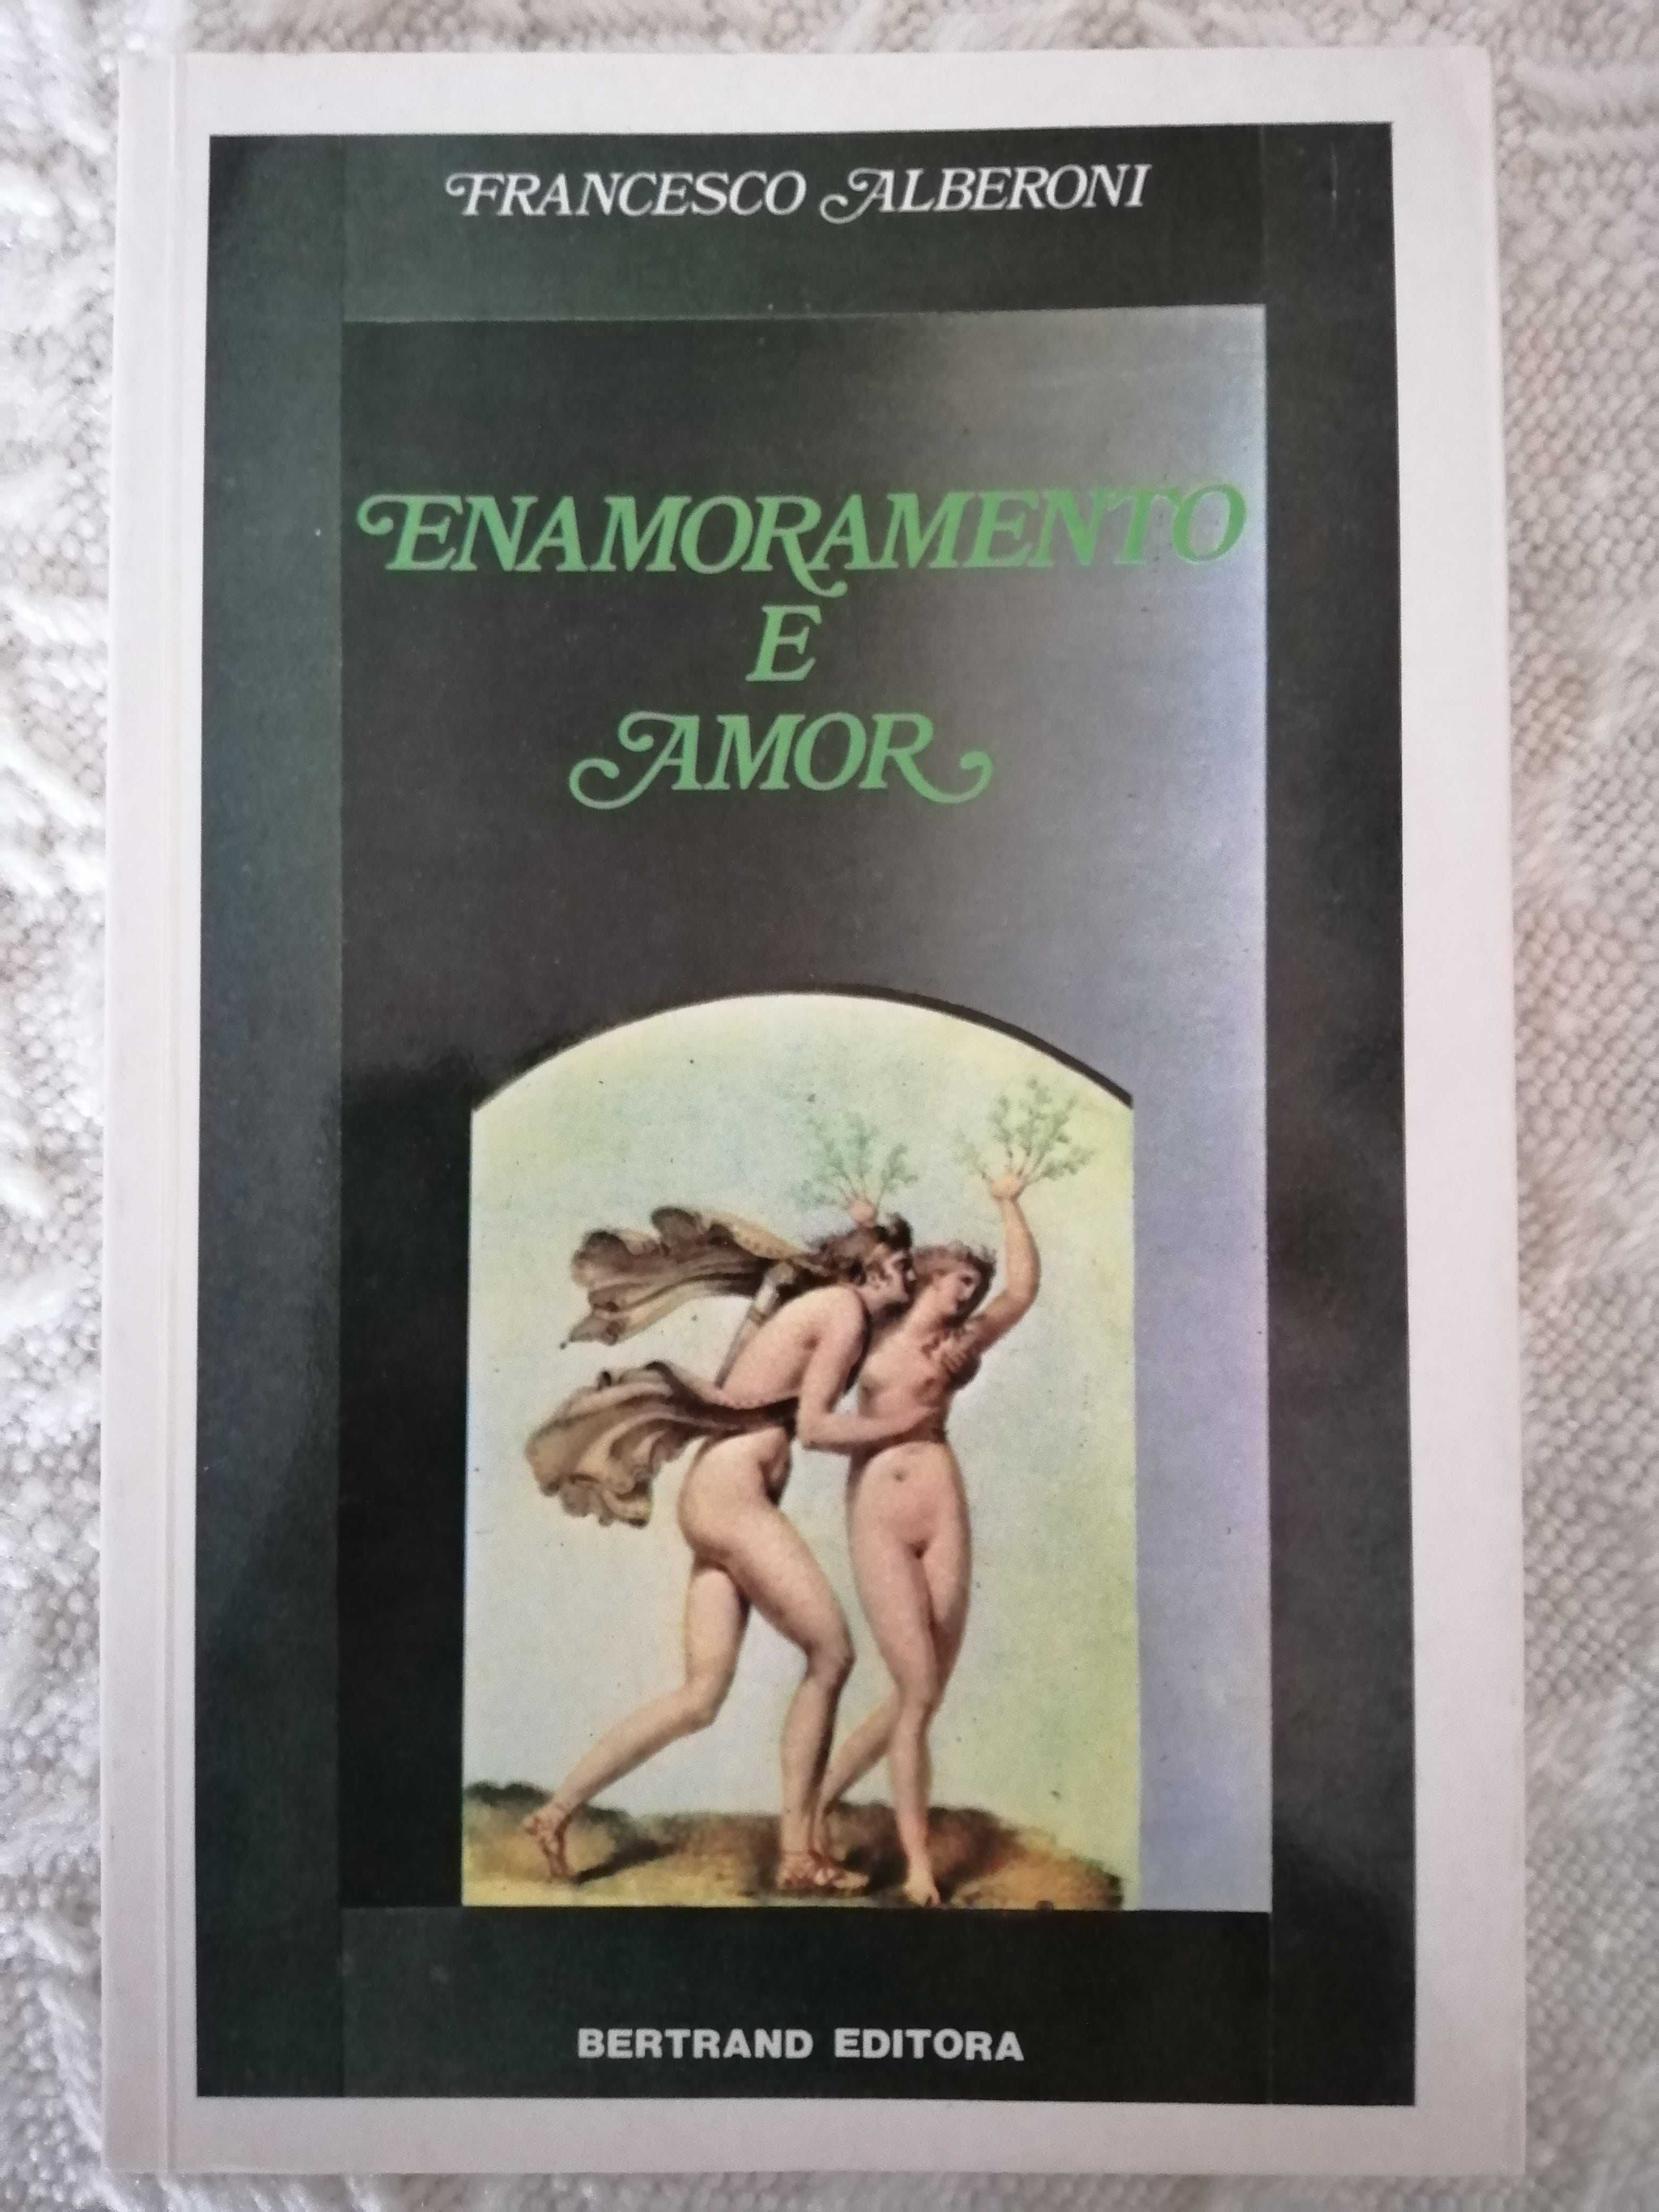 FRANCESCO ALBERONI
ENAMORAMENTO
E
AMOR
BERTRAND EDITORA